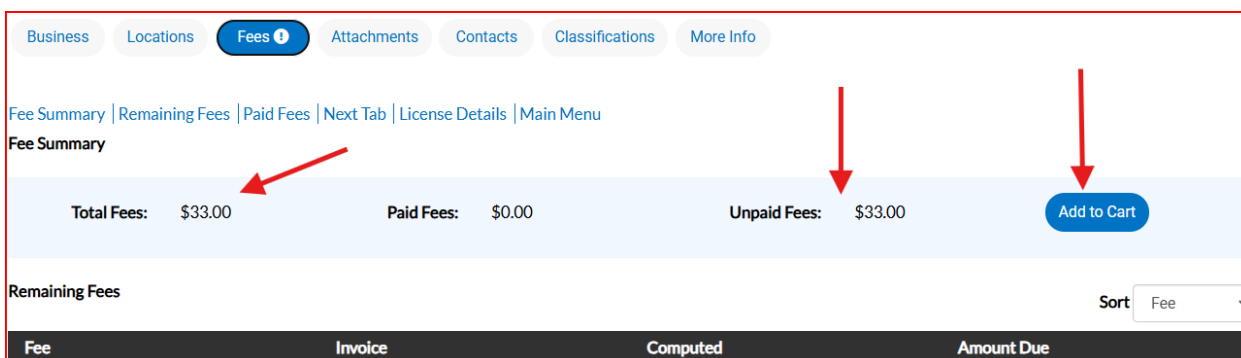 Business Locations Fees Attachments Contacts Classifications More Info
Fee Summary | Remaining Fees | Paid Fees | Next Tab | License Details | Main Menu
Fee Summary
Total Fees: $33.00 Paid Fees: $0.00 Unpaid Fees: $33.00 Add to Cart
Remaining Fees
Sort Fee
Fee Invoice Computed Amount Due